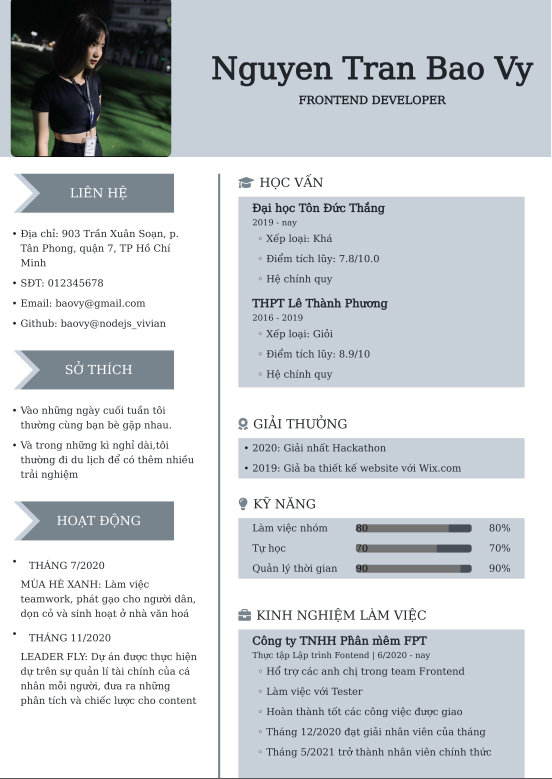 Nguyen Tran Bao Vy
FRONTEND DEVELOPER
LIÊN HỆ
• Địa chỉ: 903 Trần Xuân Soạn, p.
Tân Phong, quận 7, TP Hồ Chí
Minh
• SĐT: 012345678
• Email: baovy@gmail.com
• Github: baovy@nodejs_vivian
SỞ THÍCH
• Vào những ngày cuối tuần tôi
thường cùng bạn bè gặp nhau.
• Và trong những kì nghỉ dài,tôi
thường đi du lịch để có thêm nhiều
trải nghiệm
HOẠT ĐỘNG
• THÁNG 7/2020
MÙA HÈ XANH: Làm việc
teamwork, phát gạo cho người dân,
dọn cỏ và sinh hoạt ở nhà văn hoá
• THÁNG 11/2020
LEADER FLY: Dự án được thực hiện
dự trên sự quản lí tài chính của cá
nhân mỗi người, đưa ra những
phân tích và chiếc lược cho content
HỌC VẤN
Đại học Tôn Đức Thắng
2019 - nay
◦ Xếp loại: Khá
◦ Điểm tích lũy: 7.8/10.0
◦ Hệ chính quy
THPT Lê Thành Phương
2016 - 2019
◦ Xếp loại: Giỏi
◦ Điểm tích lũy: 8.9/10
◦ Hệ chính quy
GIẢI THƯỞNG
• 2020: Giải nhất Hackathon
• 2019: Giả ba thiết kế website với Wix.com
KỸ NĂNG
Làm việc nhóm 80 80%
Tự học 70 70%
Quản lý thời gian 90 90%
KINH NGHIỆM LÀM VIỆC
Công ty TNHH Phần mềm FPT
Thực tập Lập trình Fontend | 6/2020 - nay
◦ Hổ trợ các anh chị trong team Frontend
◦ Làm việc với Tester
◦ Hoàn thành tốt các công việc được giao
◦ Tháng 12/2020 đạt giải nhân viên của tháng
◦ Tháng 5/2021 trở thành nhân viên chính thức